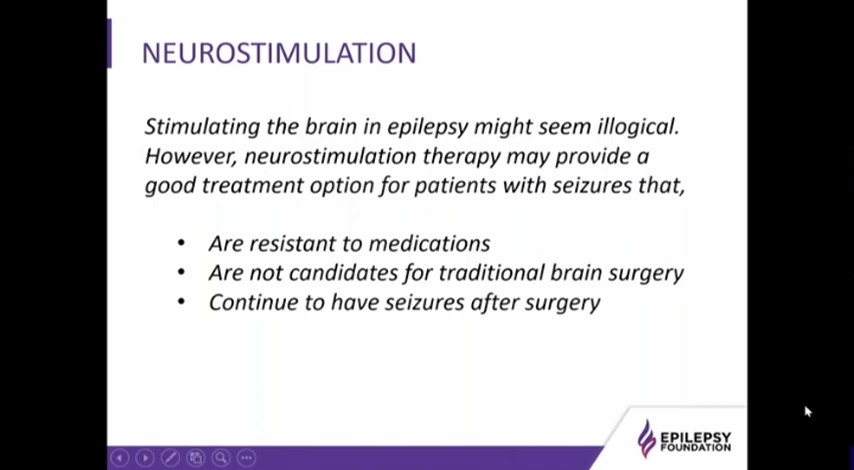 NEUROSTIMULATION
Stimulating the brain in epilepsy might seem illogical.
However, neurostimulation therapy may provide a
good treatment option for patients with seizures that,
• Are resistant to medications
• Are not candidates for traditional brain surgery
• Continue to have seizures after surgery
EPILEPSY
FOUNDATION